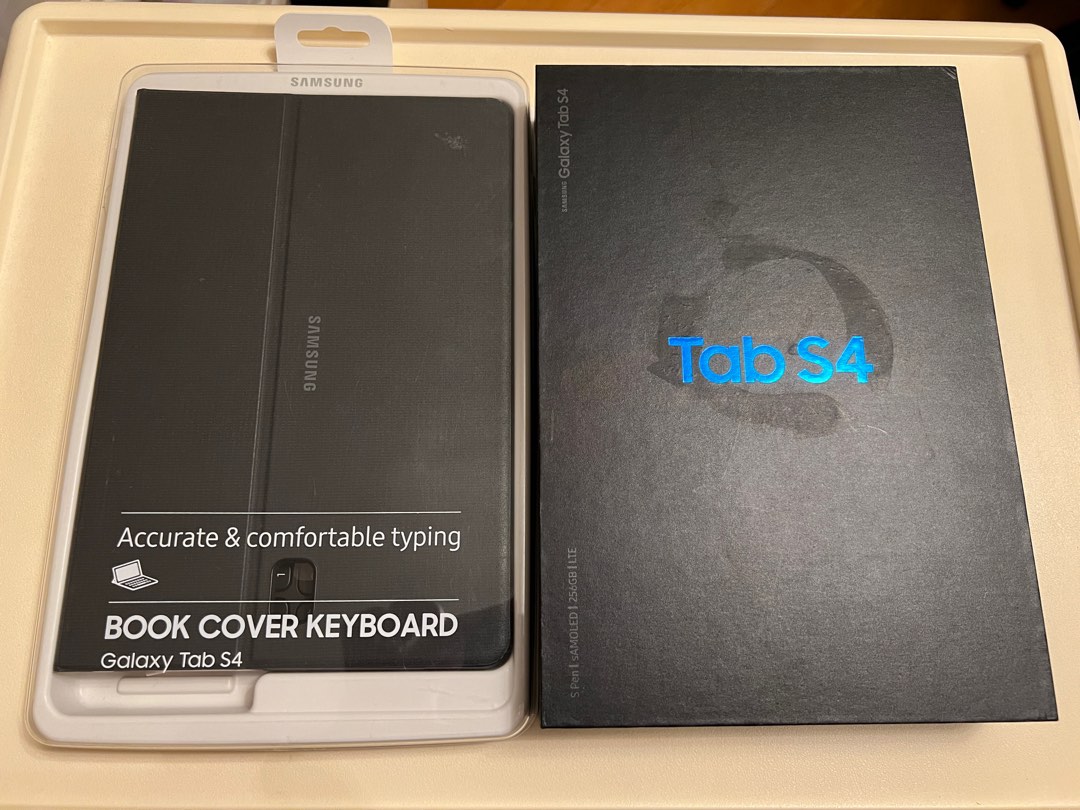 SAMSUNG
SAMSUNG
Accurate & comfortable typing
BOOK COVER KEYBOARD
Galaxy Tab S4
SAMSUNG Galaxy Tab S4
Tab S4
S Pen | sAMOLED | 256GB | LTE